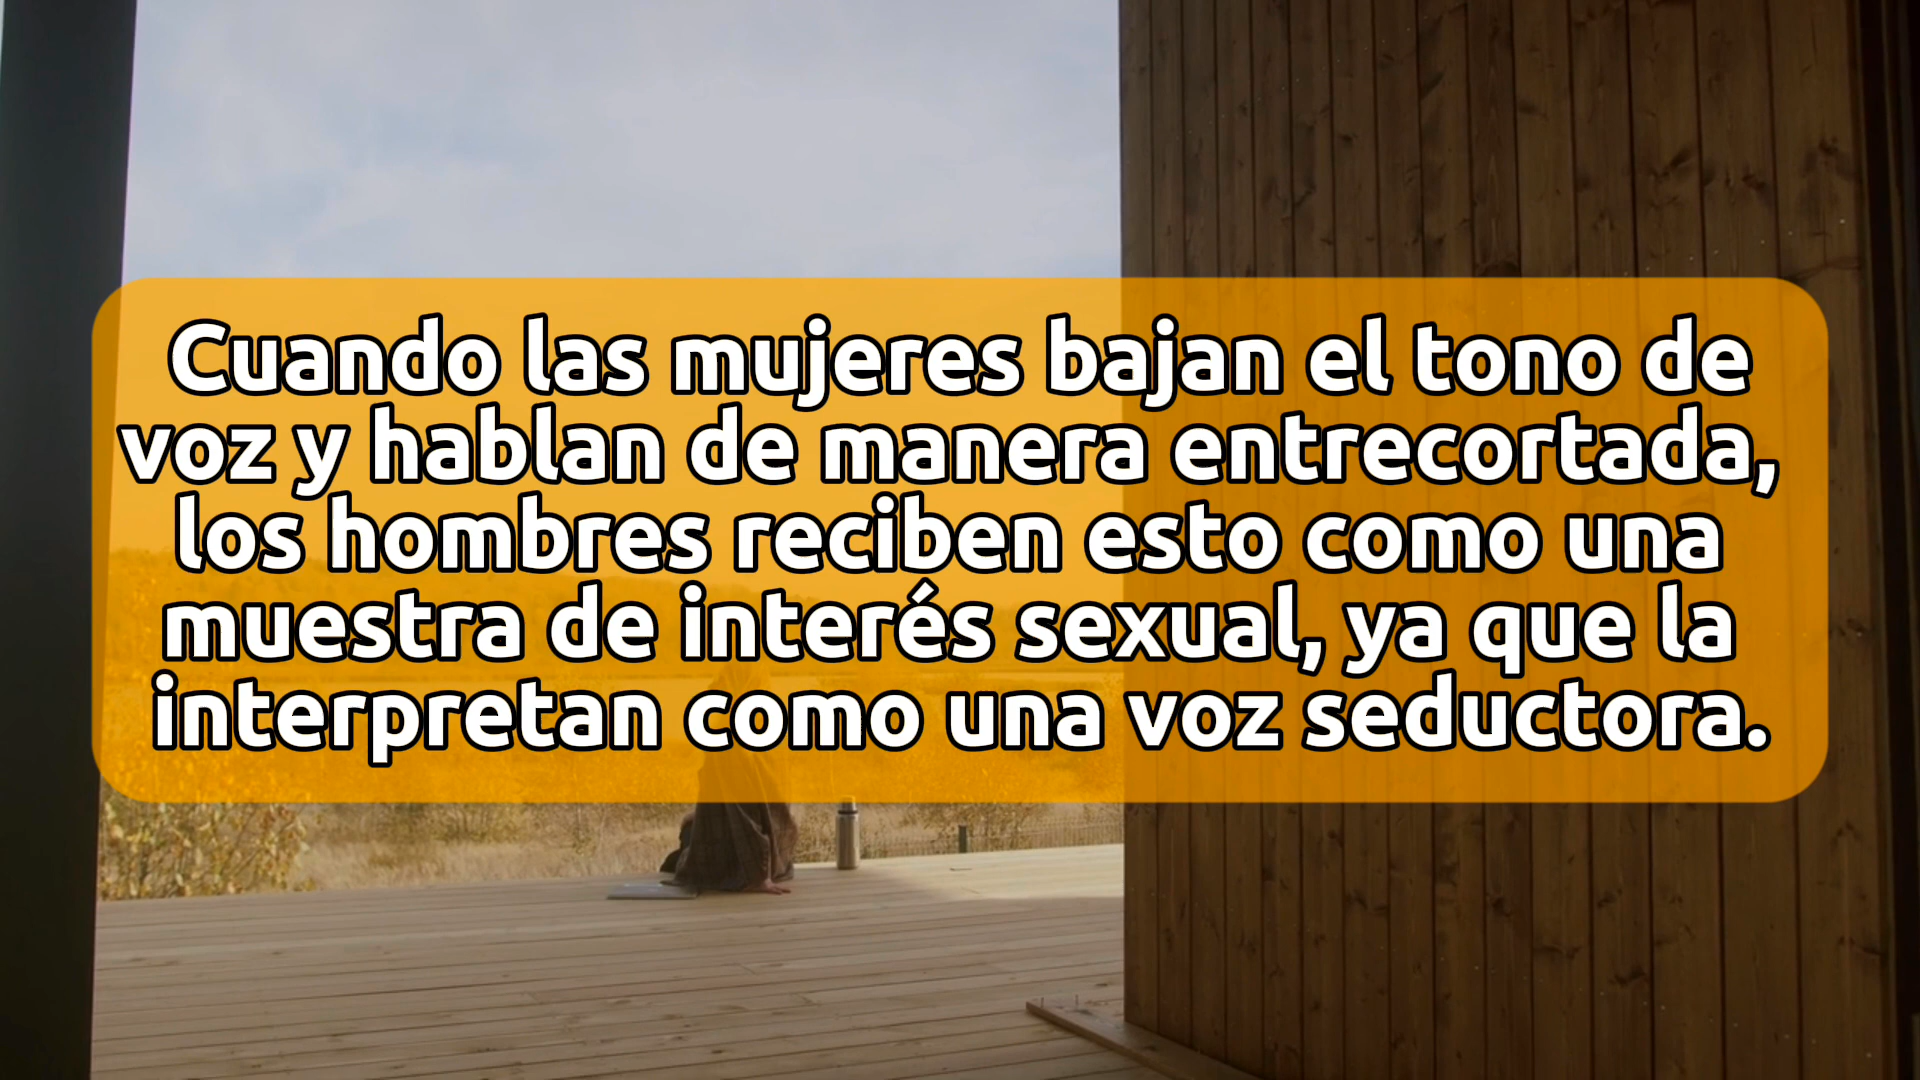 Cuando las mujeres bajan el tono de
voz y hablan de manera entrecortada,
los hombres reciben esto como una
muestra de interés sexual, ya que la
interpretan como una voz seductora.